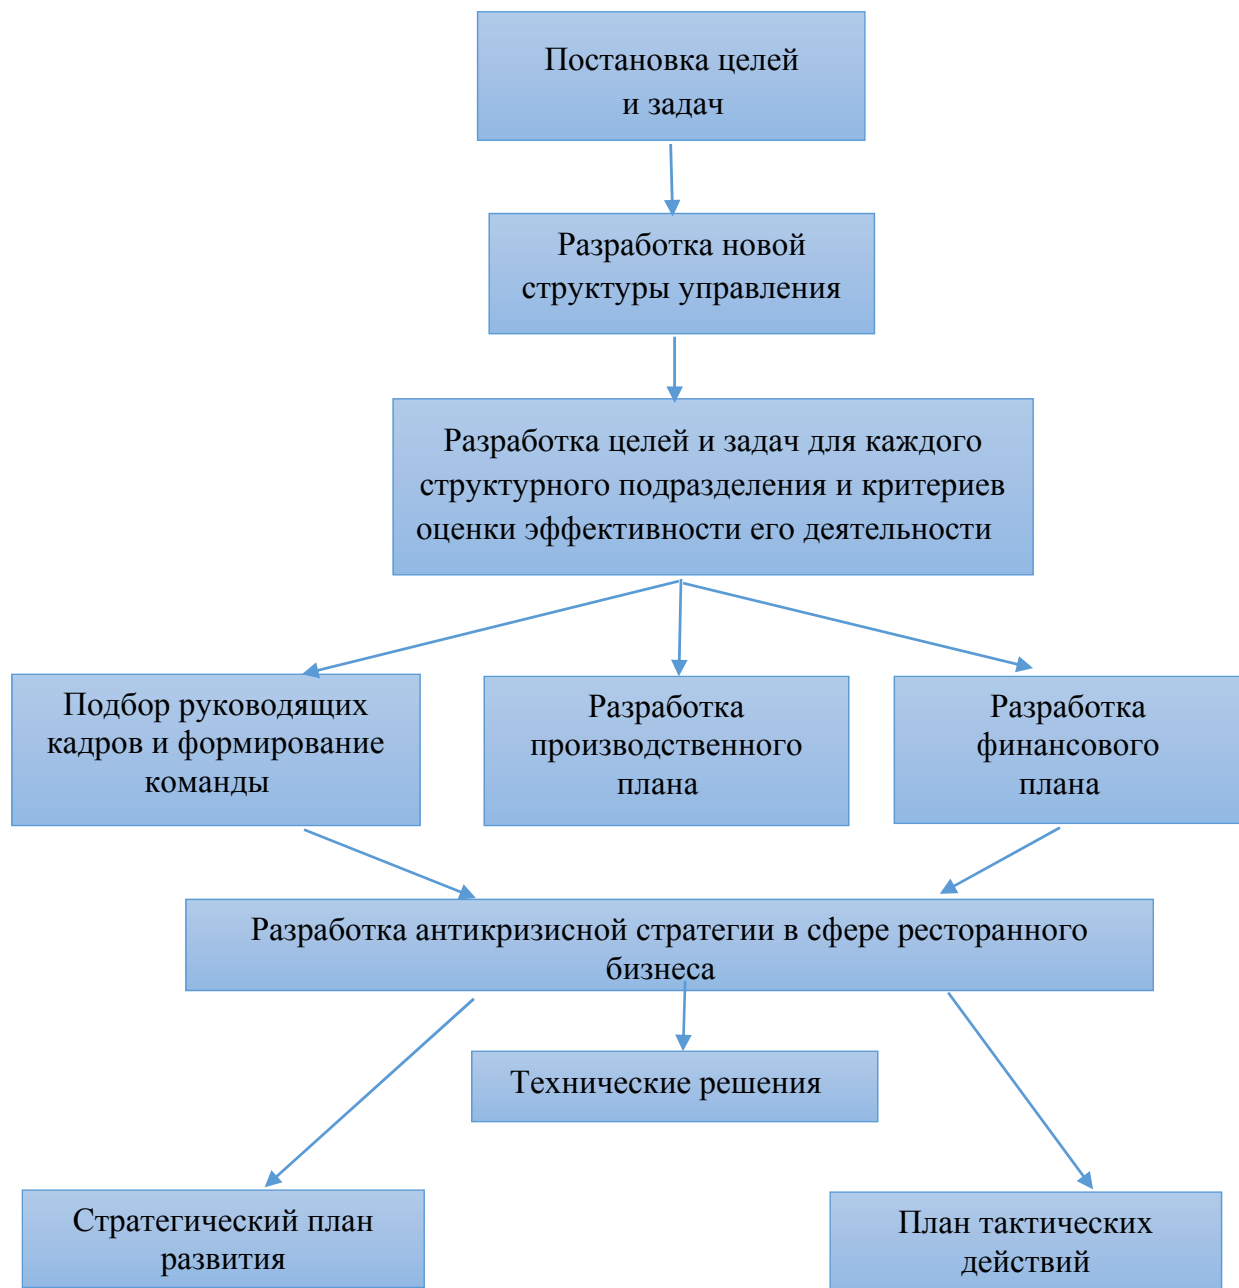 Постановка целей
и задач
Разработка новой
структуры управления
Разработка целей и задач для каждого
структурного подразделения и критериев
оценки эффективности его деятельности
Подбор руководящих
кадров и формирование
команды
Разработка
производственного
плана
Разработка
финансового
плана
Разработка антикризисной стратегии в сфере ресторанного
бизнеса
Технические решения
Стратегический план
развития
План тактических
действий